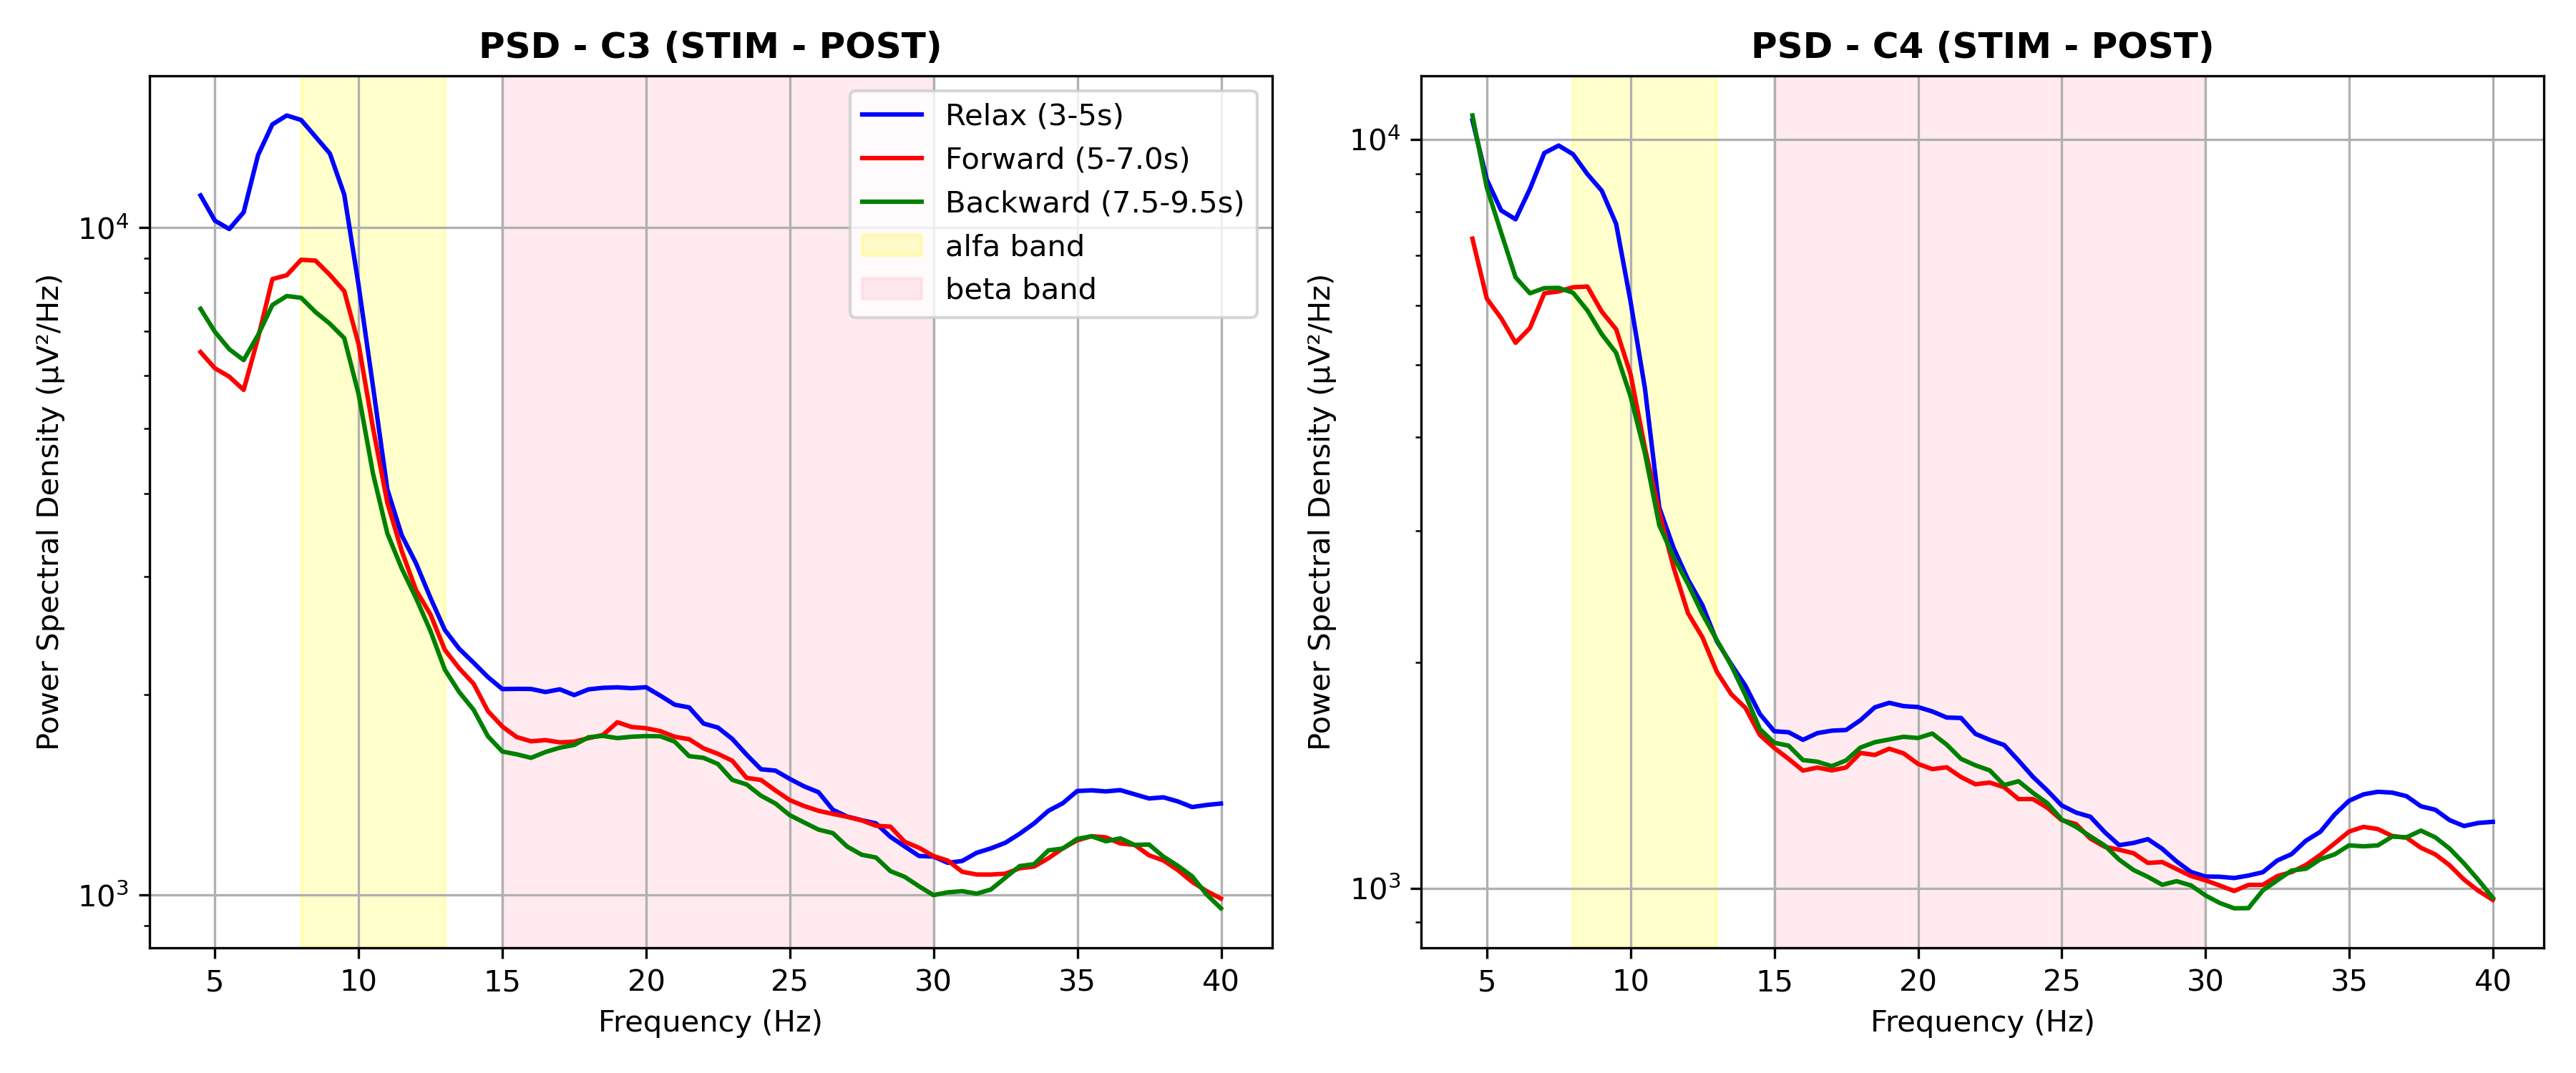 PSD - C3 (STIM - POST)
Power Spectral Density (µV²/Hz)
10⁴
10³
Relax (3-5s)
Forward (5-7.0s)
Backward (7.5-9.5s)
alfa band
beta band
5 10 15 20 25 30 35 40
Frequency (Hz)
PSD - C4 (STIM - POST)
Power Spectral Density (µV²/Hz)
10⁴
10³
5 10 15 20 25 30 35 40
Frequency (Hz)